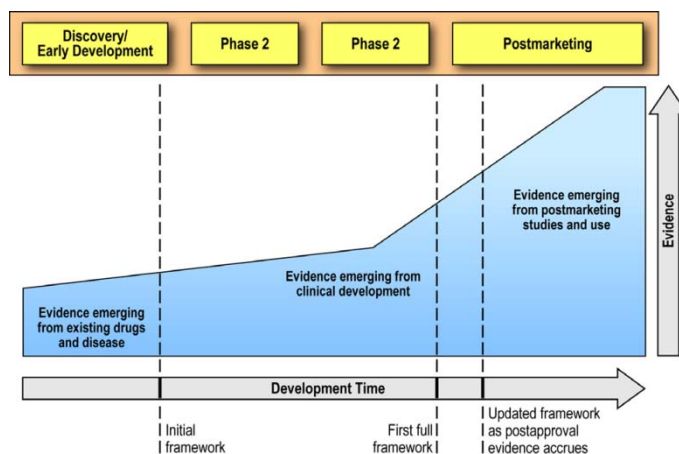 Discovery/
Early Development
Phase 2
Phase 2
Postmarketing
Evidence emerging
from existing drugs
and disease
Evidence emerging from
clinical development
Evidence emerging
from postmarketing
studies and use
Evidence
Development Time
Initial
framework
First full
framework
Updated framework
as postapproval
evidence accrues